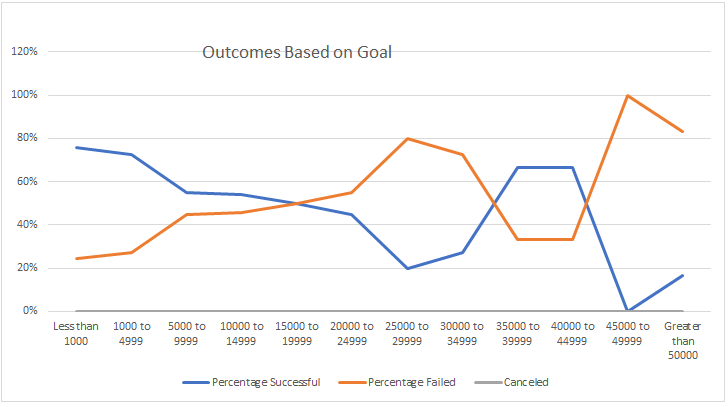 Outcomes Based on Goal
120%
100%
80%
60%
40%
20%
0%
Less than
1000
1000 to
4999
5000 to
9999
10000 to
14999
15000 to
19999
20000 to
24999
25000 to
29999
30000 to
34999
35000 to
39999
40000 to
44999
45000 to
49999
Greater
than
50000
Percentage Successful
Percentage Failed
Canceled